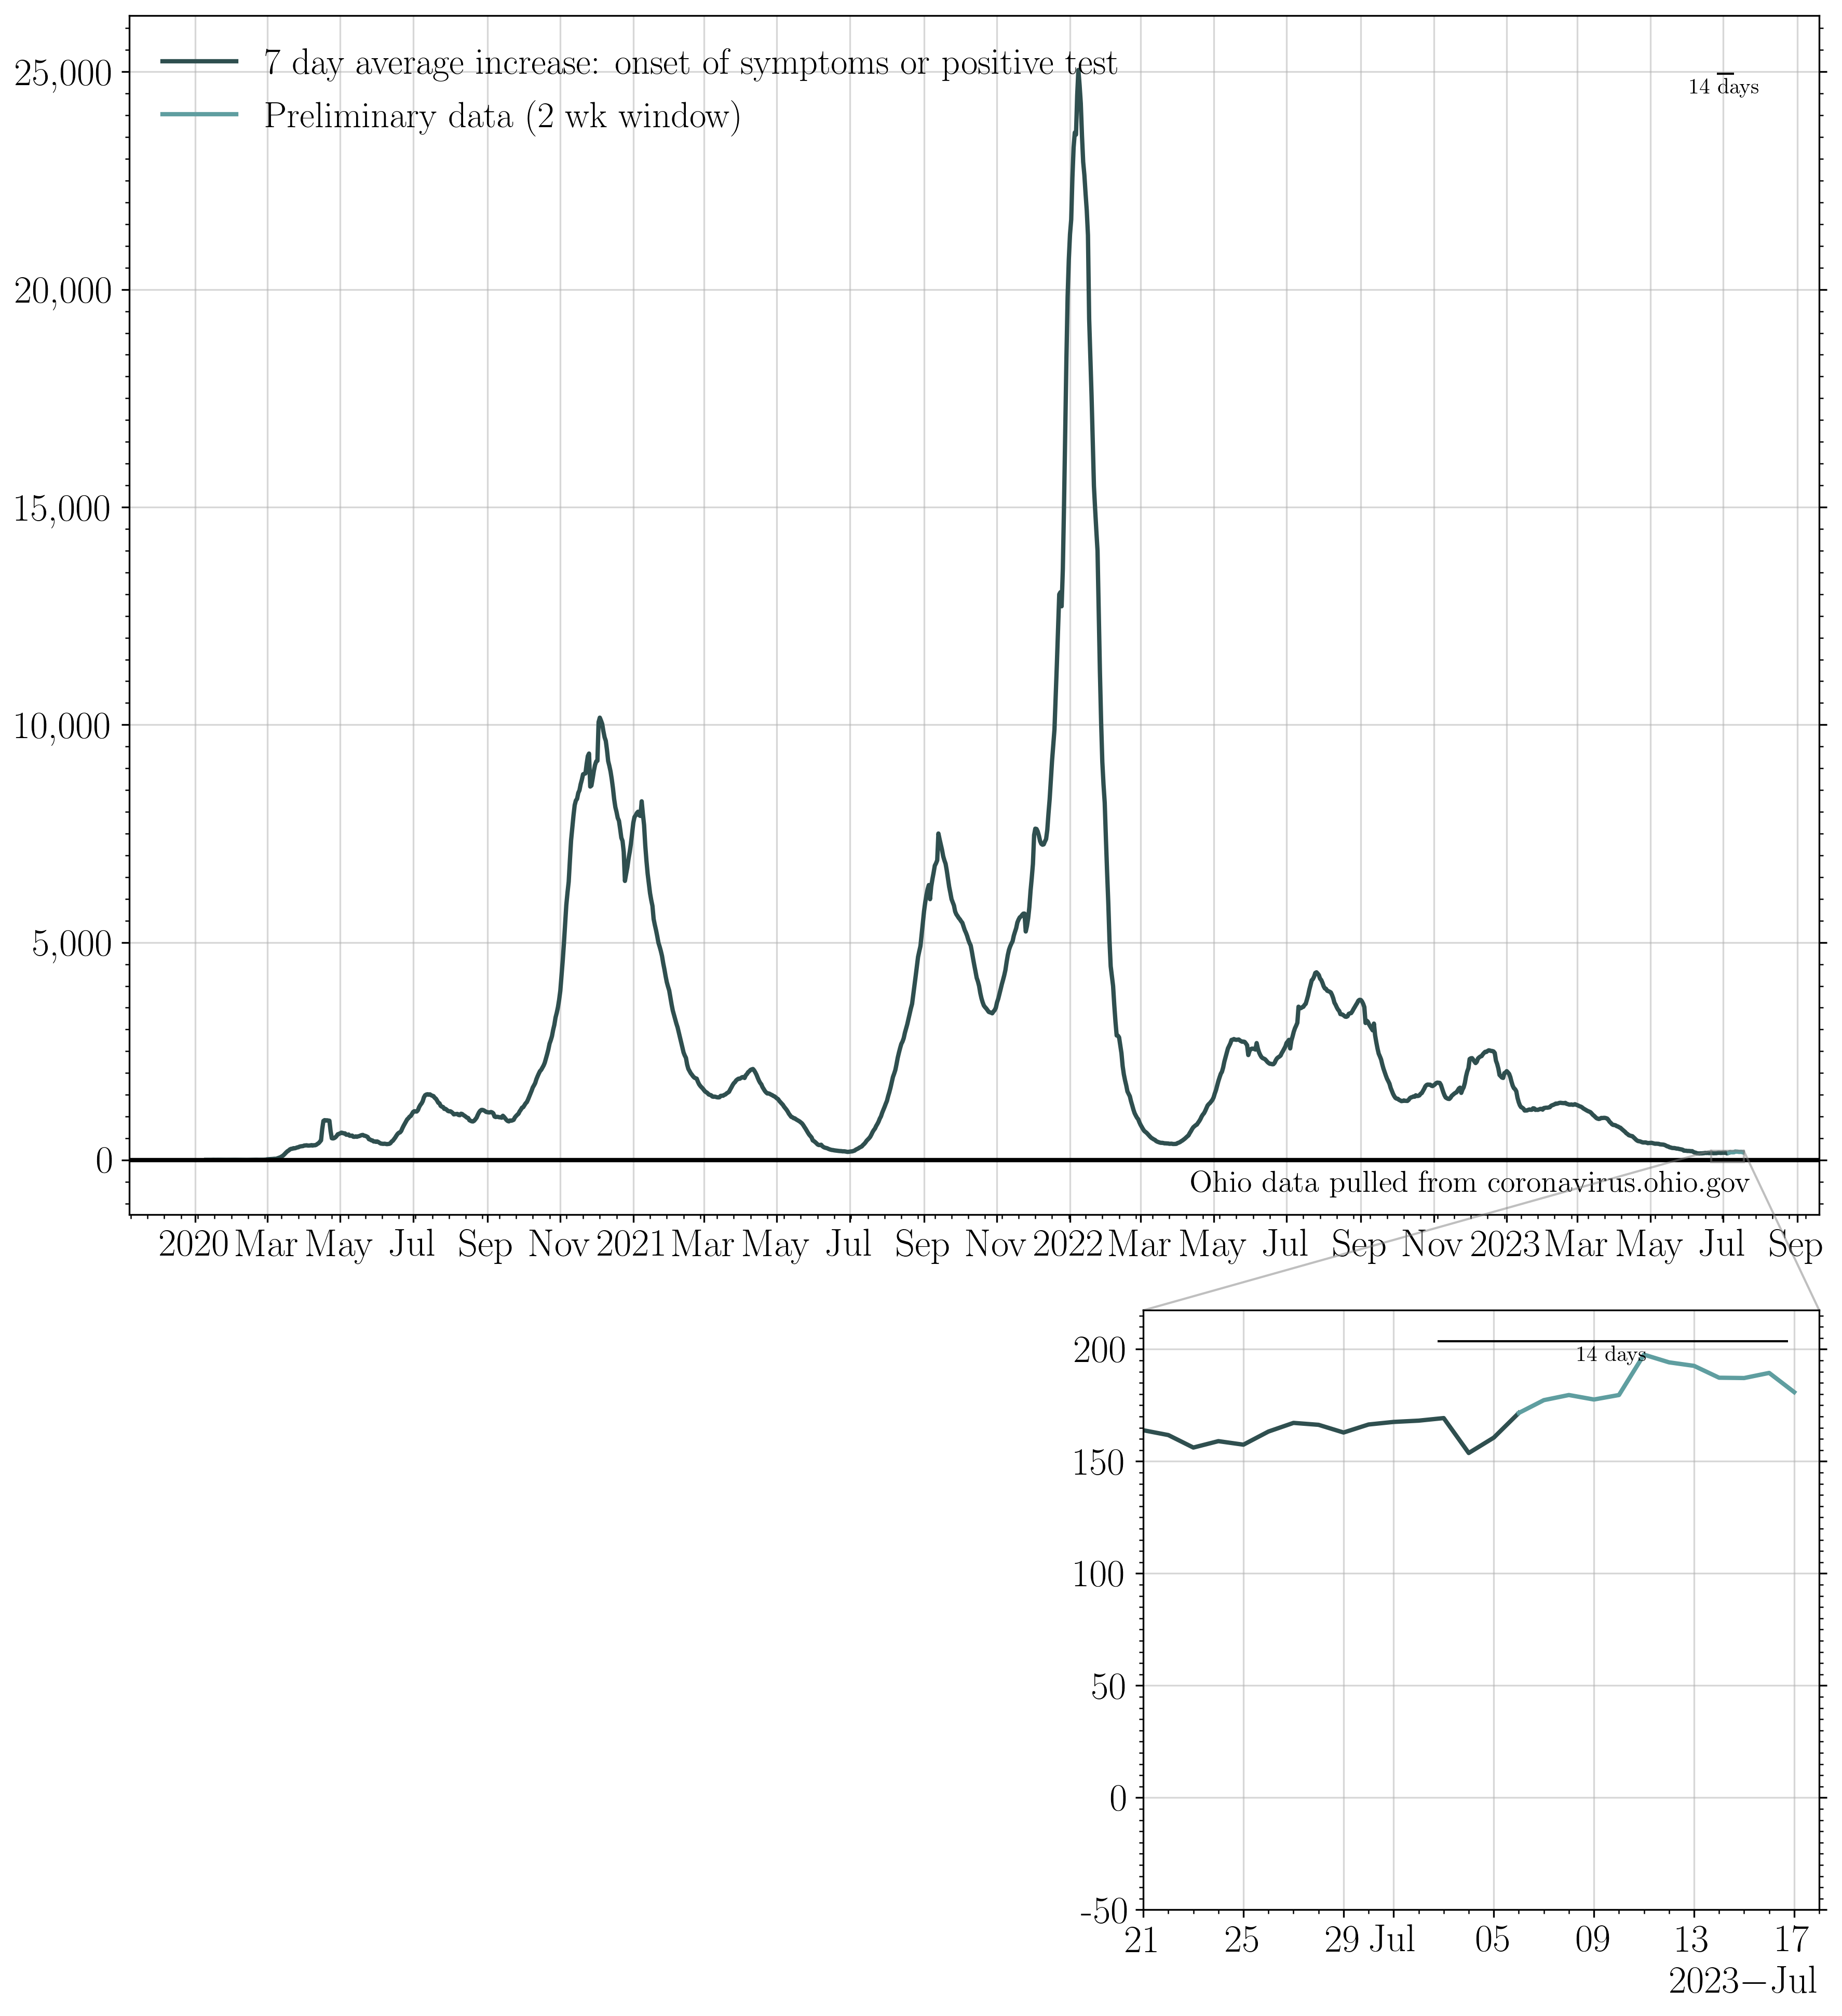 7 day average increase: onset of symptoms or positive test
Preliminary data (2 wk window)
14 days
25,000
20,000
15,000
10,000
5,000
0
Ohio data pulled from coronavirus.ohio.gov
2020 Mar May Jul Sep Nov 2021 Mar May Jul Sep Nov 2022 Mar May Jul Sep Nov 2023 Mar May Jul Sep
200
14 days
150
100
50
0
-50
21 25 29 Jul 05 09 13 17
2023−Jul